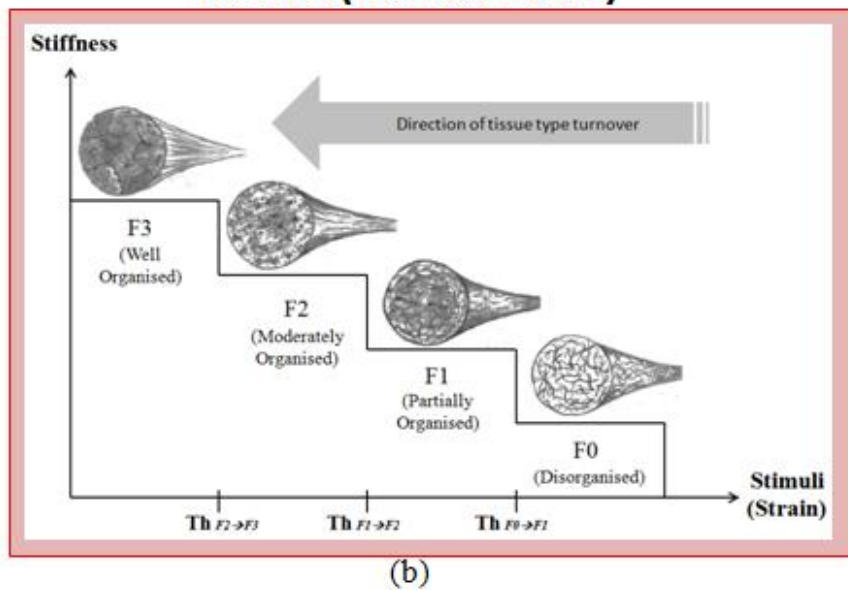 Stiffness
Direction of tissue type turnover
F3
(Well
Organised)
F2
(Moderately
Organised)
F1
(Partially
Organised)
F0
(Disorganised)
Stimuli
(Strain)
Th F2→F3
Th F1→F2
Th F0→F1
(b)